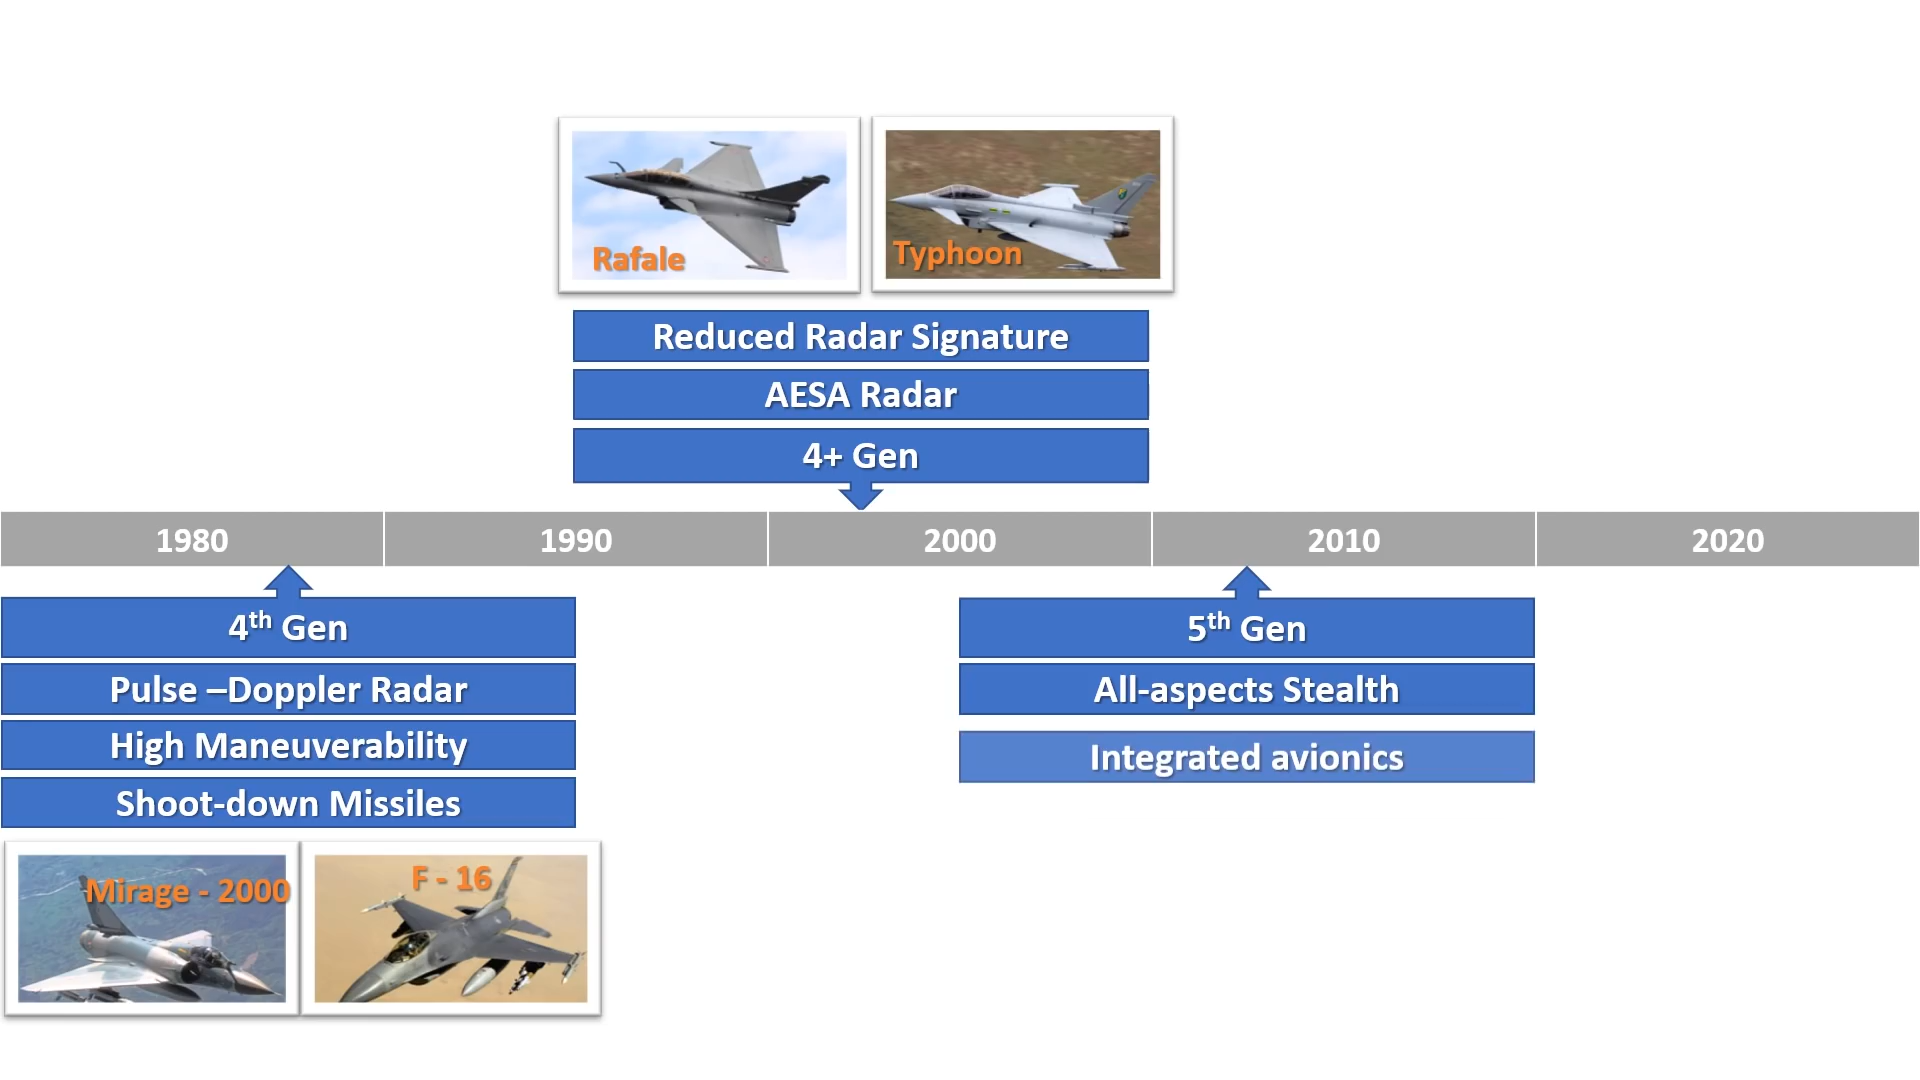 Rafale
Typhoon
Reduced Radar Signature
AESA Radar
4+ Gen
1980
1990
2000
2010
2020
4th Gen
Pulse –Doppler Radar
High Maneuverability
Shoot-down Missiles
Mirage - 2000
F - 16
5th Gen
All-aspects Stealth
Integrated avionics